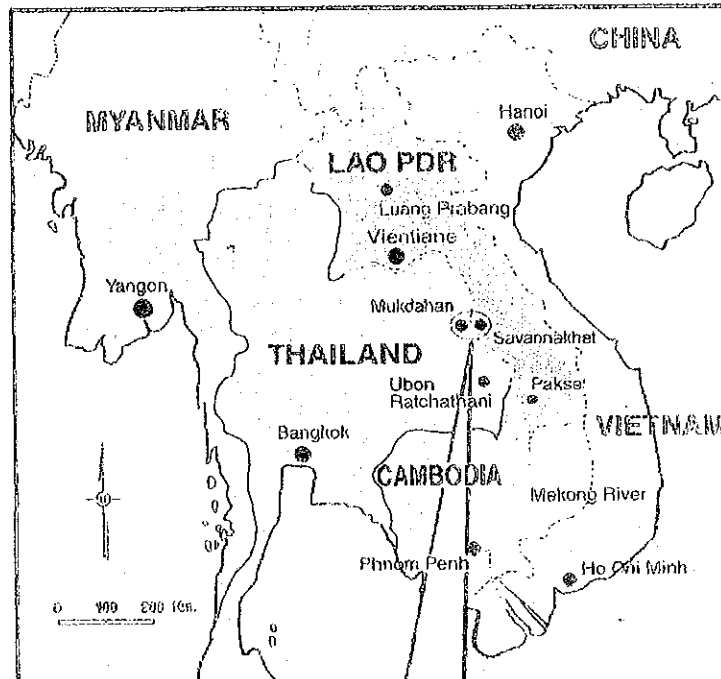 CHINA
Hanoi
MYANMAR
LAO PDR
Luang Prabang
Vientiane
Yangon
Mukdahan
Savannakhet
THAILAND
Ubon
Ratchathani
Pakse
VIETNAM
Bangkok
CAMBODIA
Mekong River
Phnom Penh
Ho Chi Minh
0 100 200 Km.